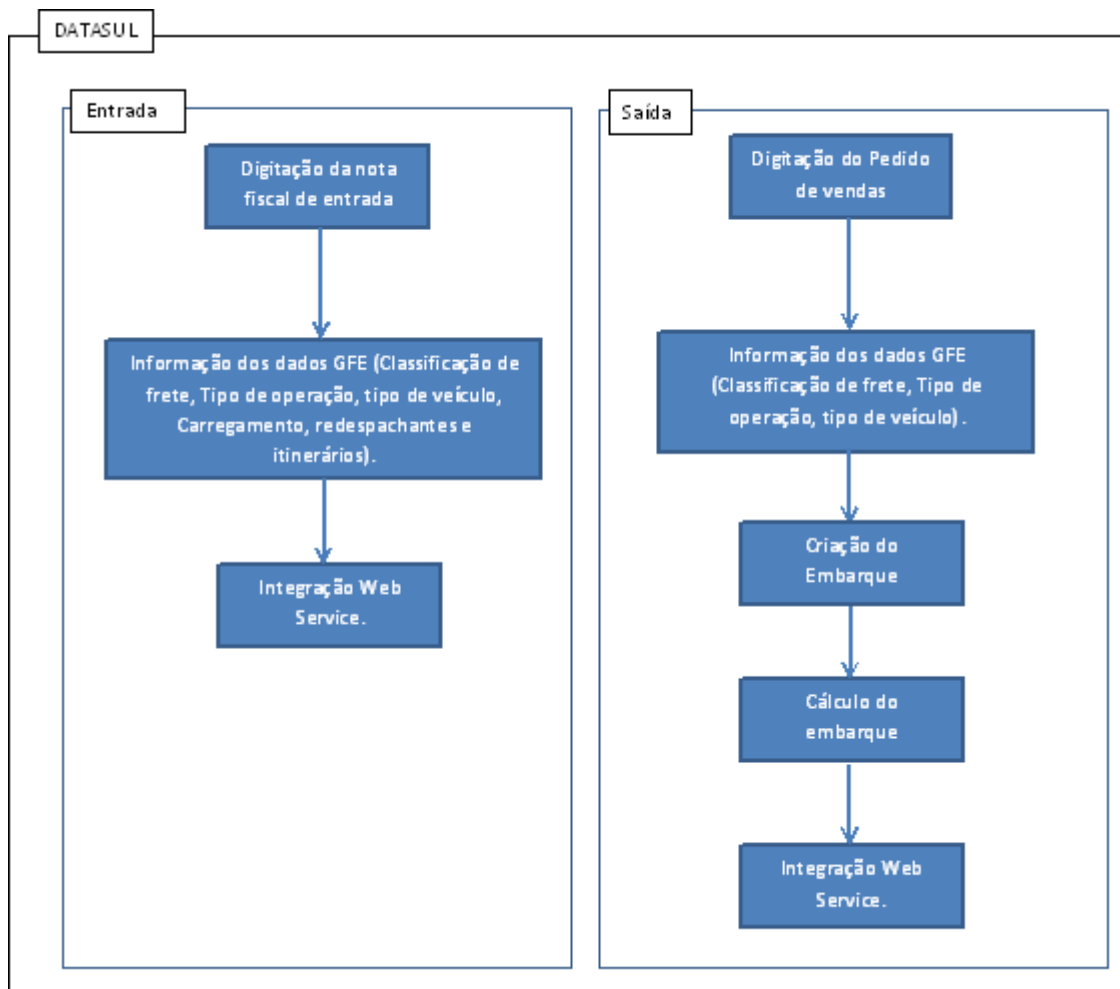 DATASUL
Entrada
Digitação da nota
fiscal de entrada
Informação dos dados GFE (Classificação de
frete, Tipo de operação, tipo de veículo,
Carregamento, redespachantes e
itinerários).
Integração Web
Service.
Saída
Digitação do Pedido
de vendas
Informação dos dados GFE
(Classificação de frete, Tipo de
operação, tipo de veículo).
Criação do
Embarque
Cálculo do
embarque
Integração Web
Service.